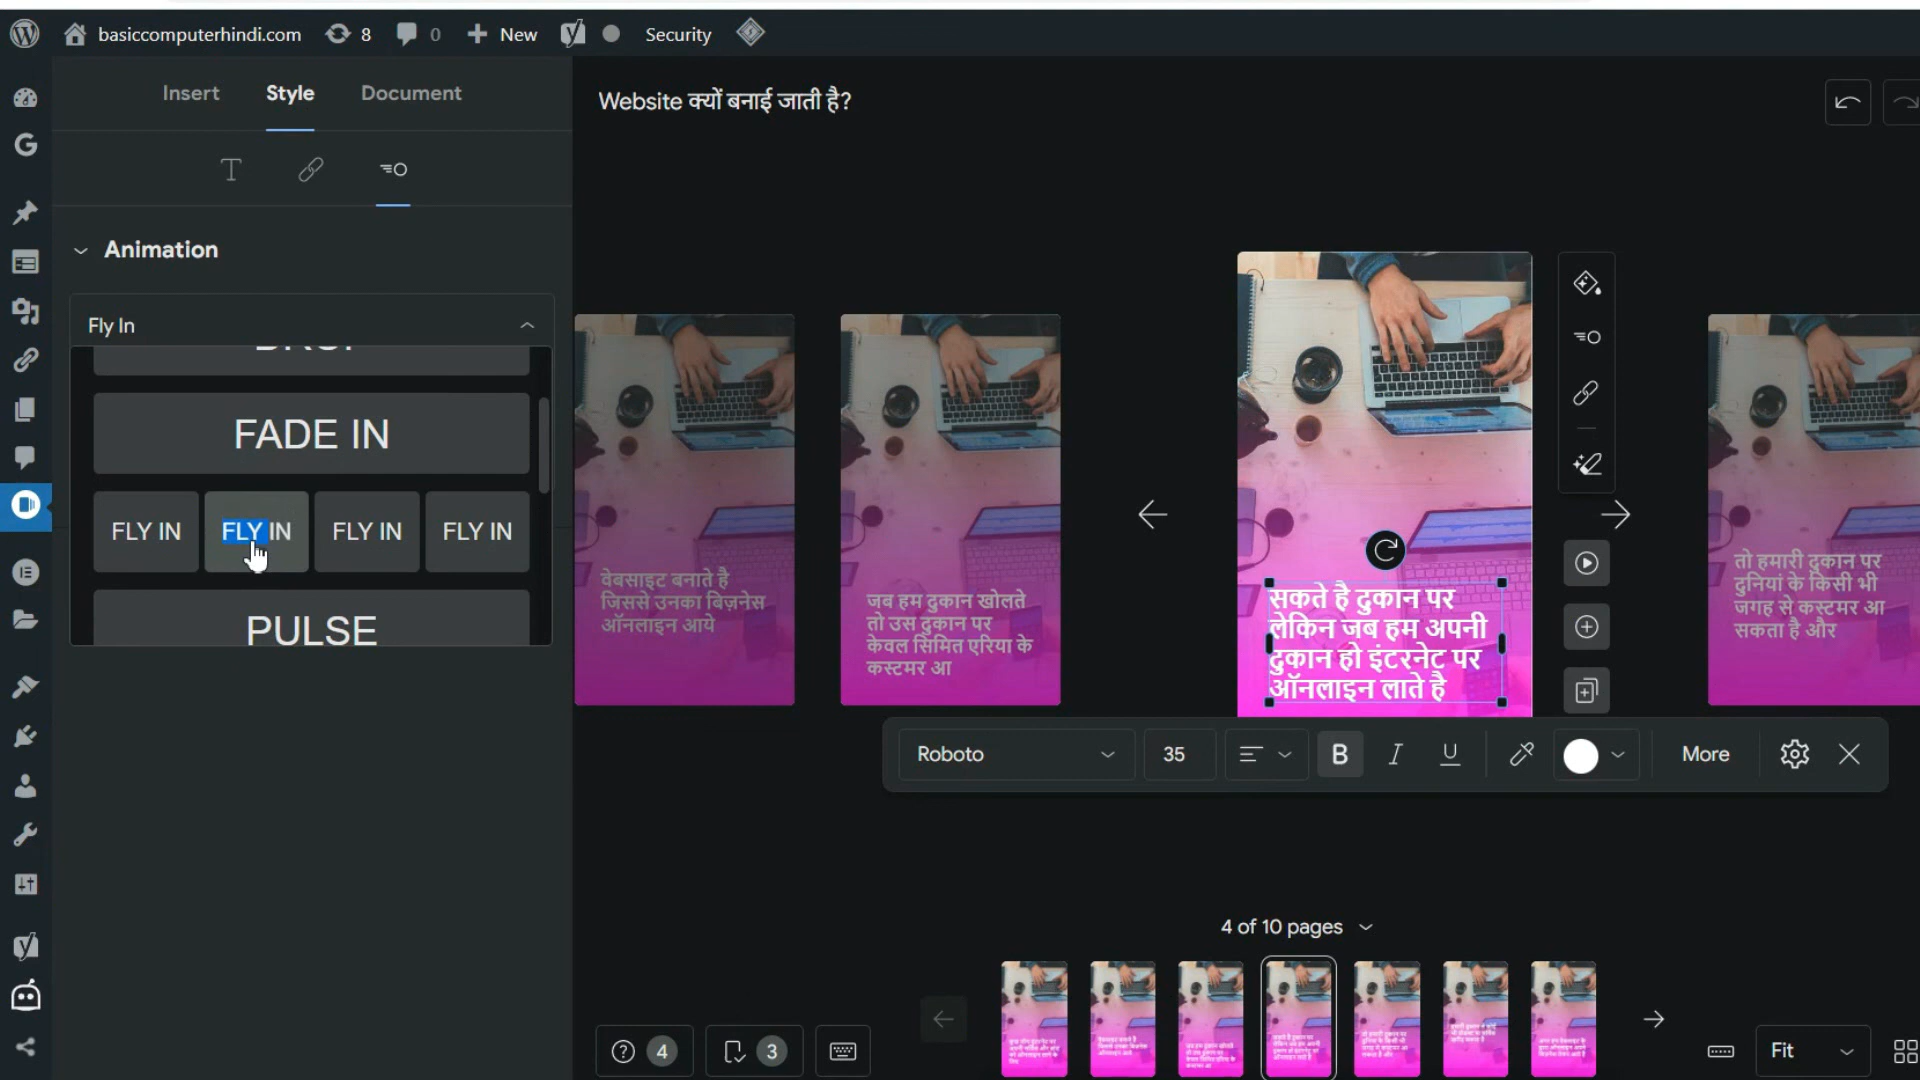 basiccomputerhindi.com 8 0 New Security
Insert Style Document
Website क्यों बनाई जाती है?
Animation
Fly In
DROP
FADE IN
FLY IN FLY IN FLY IN FLY IN
PULSE
वेबसाइट बनाते है
जिससे उनका बिज़नेस
ऑनलाइन आये
जब हम दुकान खोलते
तो उस दुकान पर
केवल सिमित एरिया के
कस्टमर आ
सकते है दुकान पर
लेकिन जब हम अपनी
दुकान हो इंटरनेट पर
ऑनलाइन लाते है
तो हमारी दुकान पर
दुनियां के किसी भी
जगह से कस्टमर आ
सकता है और
Roboto 35 B I U More
4 of 10 pages
4 3
Fit